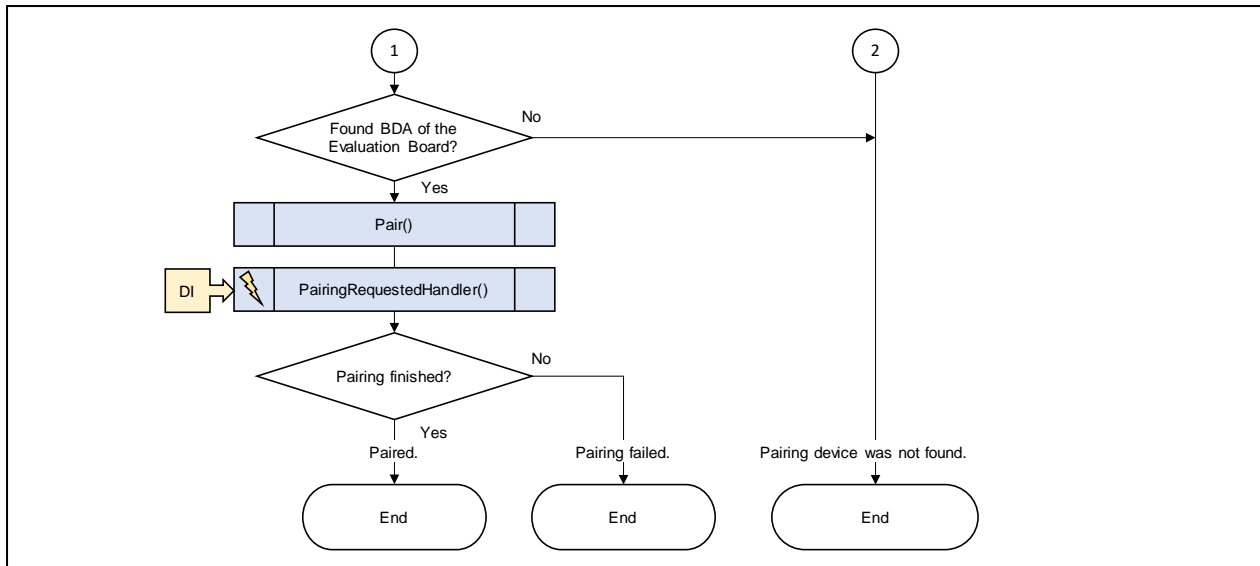 1
2
No
Found BDA of the
Evaluation Board?
Yes
Pair()
DI
PairingRequestedHandler()
No
Pairing finished?
Yes
Paired.
Pairing failed.
Pairing device was not found.
End
End
End